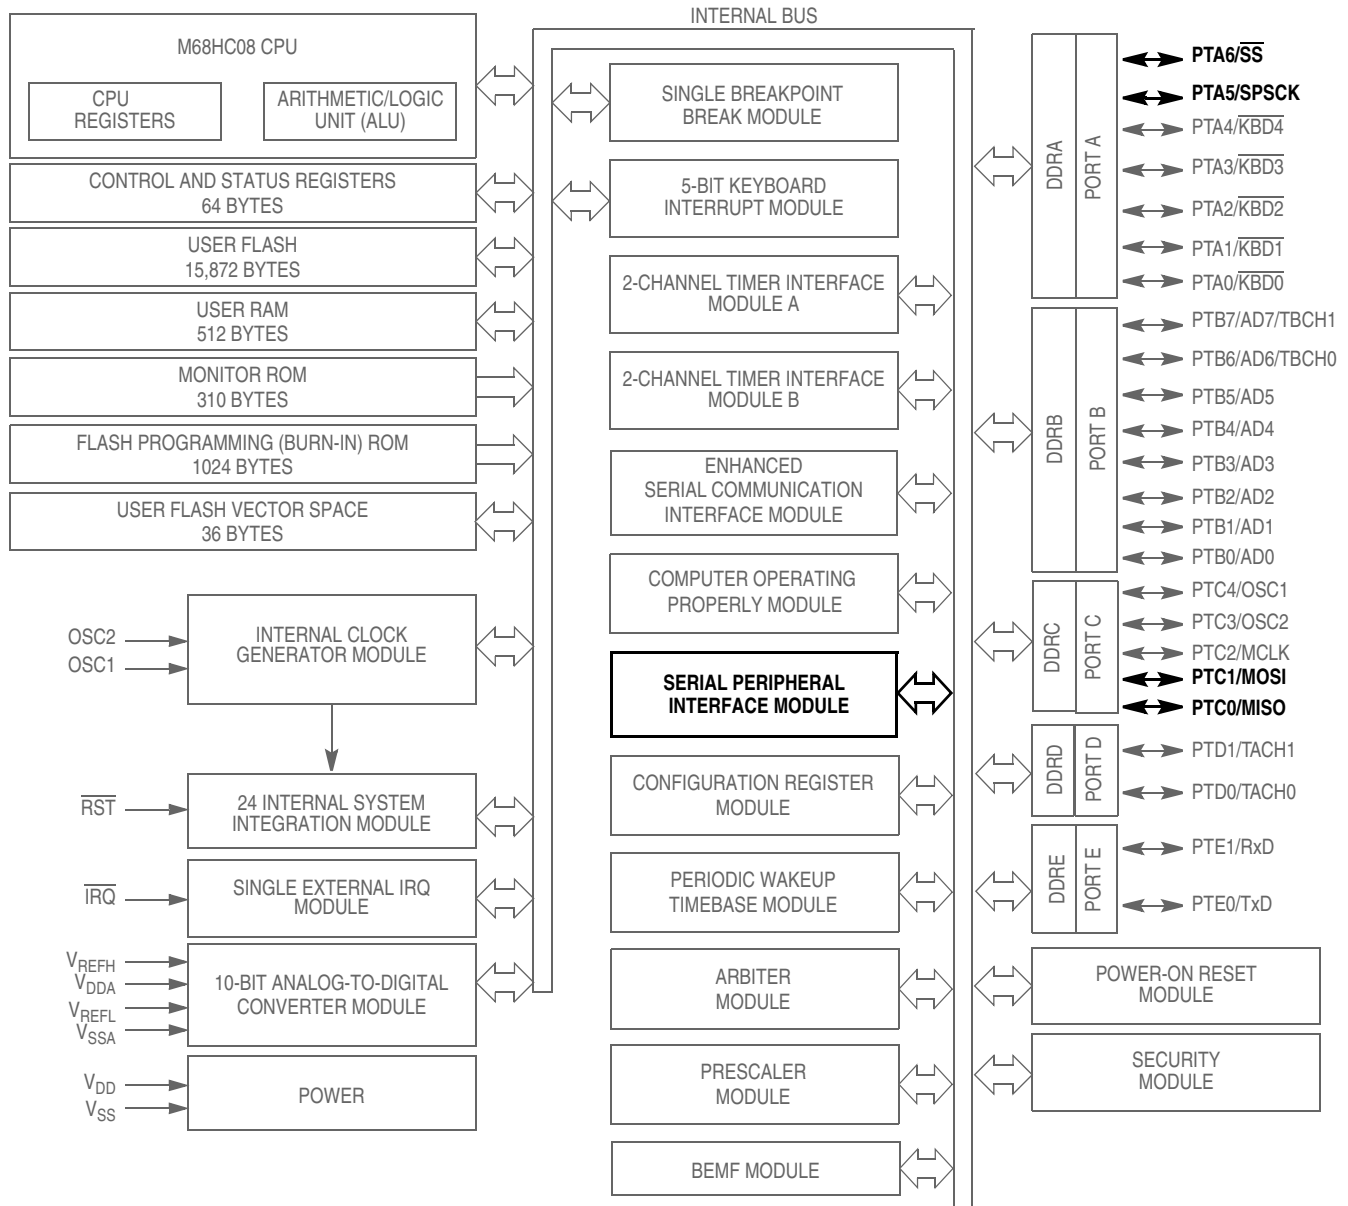 INTERNAL BUS
M68HC08 CPU
CPU
REGISTERS
ARITHMETIC/LOGIC
UNIT (ALU)
CONTROL AND STATUS REGISTERS
64 BYTES
USER FLASH
15,872 BYTES
USER RAM
512 BYTES
MONITOR ROM
310 BYTES
FLASH PROGRAMMING (BURN-IN) ROM
1024 BYTES
USER FLASH VECTOR SPACE
36 BYTES
OSC2
OSC1
INTERNAL CLOCK
GENERATOR MODULE
RST
24 INTERNAL SYSTEM
INTEGRATION MODULE
IRQ
SINGLE EXTERNAL IRQ
MODULE
VREFH
VDDA
VREFL
VSSA
10-BIT ANALOG-TO-DIGITAL
CONVERTER MODULE
VDD
VSS
POWER
SINGLE BREAKPOINT
BREAK MODULE
5-BIT KEYBOARD
INTERRUPT MODULE
2-CHANNEL TIMER INTERFACE
MODULE A
2-CHANNEL TIMER INTERFACE
MODULE B
ENHANCED
SERIAL COMMUNICATION
INTERFACE MODULE
COMPUTER OPERATING
PROPERLY MODULE
SERIAL PERIPHERAL
INTERFACE MODULE
CONFIGURATION REGISTER
MODULE
PERIODIC WAKEUP
TIMEBASE MODULE
ARBITER
MODULE
PRESCALER
MODULE
BEMF MODULE
DDRA
PORT A
PTA6/SS
PTA5/SPSCK
PTA4/KBD4
PTA3/KBD3
PTA2/KBD2
PTA1/KBD1
PTA0/KBD0
DDRB
PORT B
PTB7/AD7/TBCH1
PTB6/AD6/TBCH0
PTB5/AD5
PTB4/AD4
PTB3/AD3
PTB2/AD2
PTB1/AD1
PTB0/AD0
DDRC
PORT C
PTC4/OSC1
PTC3/OSC2
PTC2/MCLK
PTC1/MOSI
PTC0/MISO
DDRD
PORT D
PTD1/TACH1
PTD0/TACH0
DDRE
PORT E
PTE1/RxD
PTE0/TxD
POWER-ON RESET
MODULE
SECURITY
MODULE